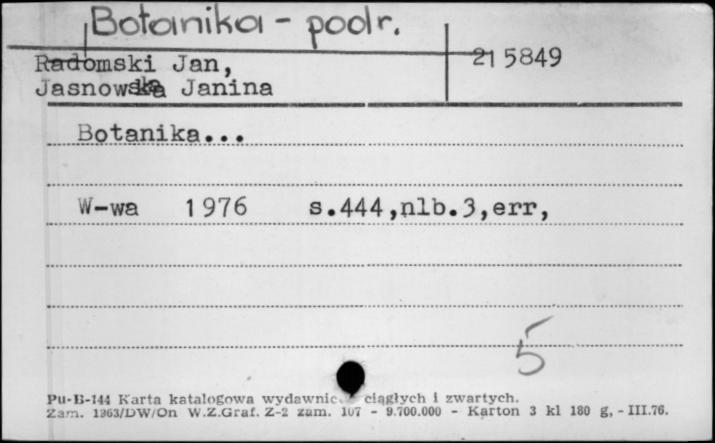 Botanika - podr.
Radomski Jan,
21 5849
Jasnowska Janina
Botanika...
W-wa 1976 s.444,nlb.3,err,
5
Pu-B-144 Karta katalogowa wydawnic ciągłych i zwartych.
Zam. 1363/DW/On W.Z.Graf. Z-2 zam. 107 - 9.700.000 - Karton 3 kl 180 g, - III.76.